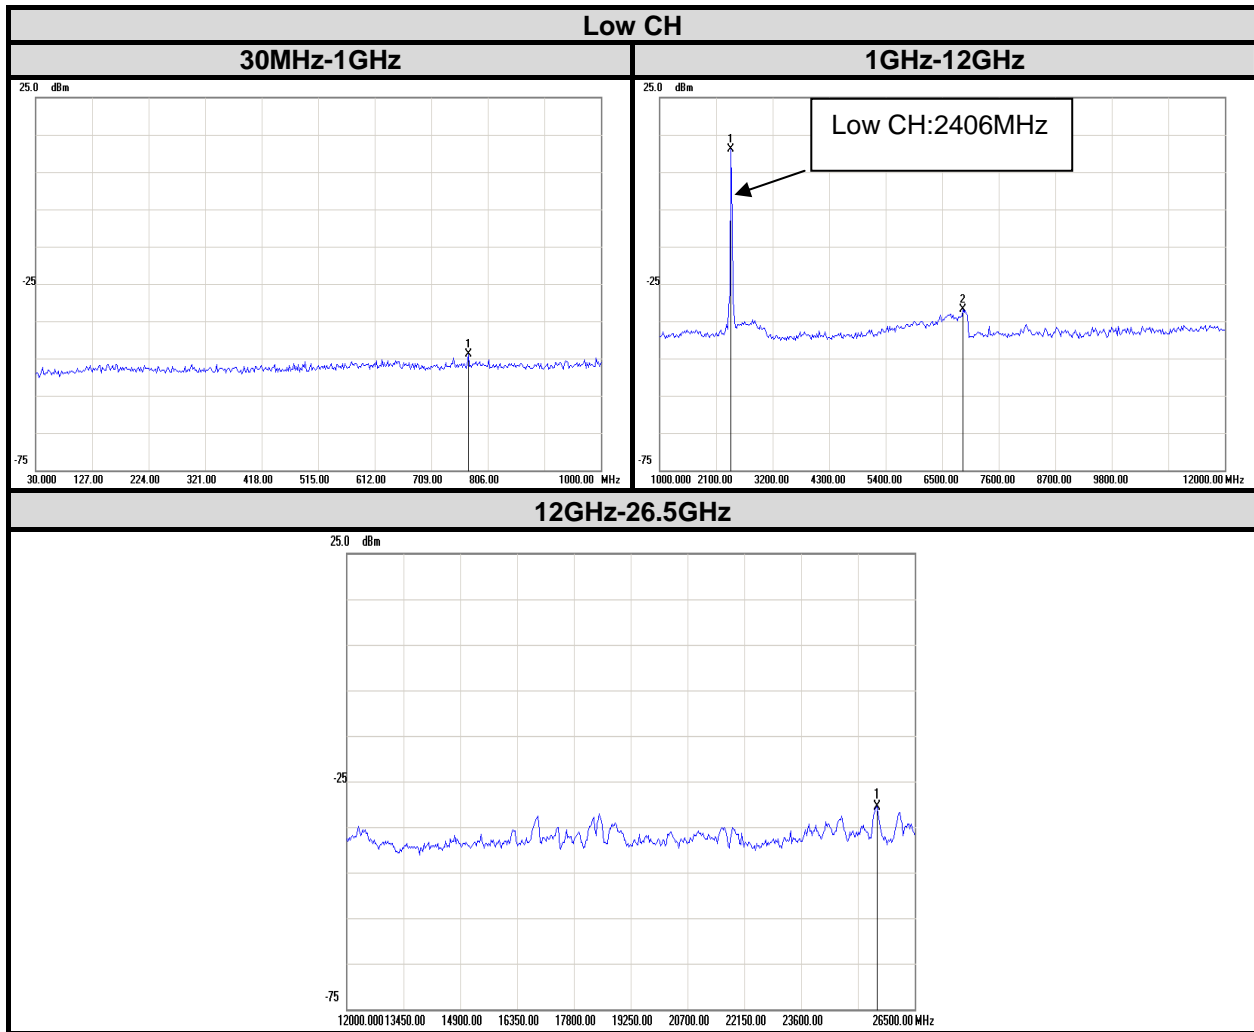 Low CH
30MHz-1GHz
1GHz-12GHz
25.0 dBm
1
-25
-75
30.000 127.00 224.00 321.00 418.00 515.00 612.00 709.00 806.00 1000.00 MHz
25.0 dBm
Low CH:2406MHz
1
2
-25
-75
1000.000 2100.00 3200.00 4300.00 5400.00 6500.00 7600.00 8700.00 9800.00 12000.00 MHz
12GHz-26.5GHz
25.0 dBm
-25
1
-75
12000.000 13450.00 14900.00 16350.00 17800.00 19250.00 20700.00 22150.00 23600.00 26500.00 MHz